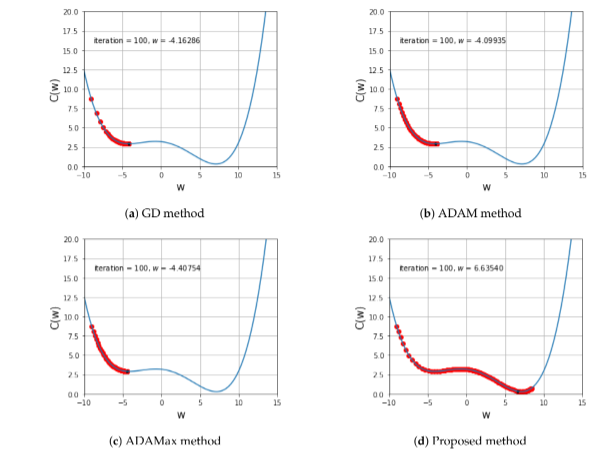 20.0
17.5
15.0
12.5
10.0
7.5
5.0
2.5
0.0
C(w)
iteration = 100, w = -4.16286
-10 -5 0 5 10 15
w
(a) GD method
20.0
17.5
15.0
12.5
10.0
7.5
5.0
2.5
0.0
C(w)
iteration = 100, w = -4.09935
-10 -5 0 5 10 15
w
(b) ADAM method
20.0
17.5
15.0
12.5
10.0
7.5
5.0
2.5
0.0
C(w)
iteration = 100, w = -4.40754
-10 -5 0 5 10 15
w
(c) ADAMax method
20.0
17.5
15.0
12.5
10.0
7.5
5.0
2.5
0.0
C(w)
iteration = 100, w = 6.63540
-10 -5 0 5 10 15
w
(d) Proposed method